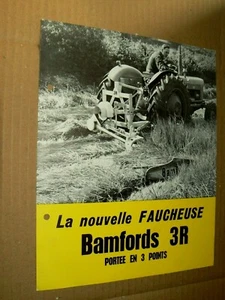 La nouvelle FAUCHEUSE
Bamfords 3R
PORTEE EN 3 POINTS